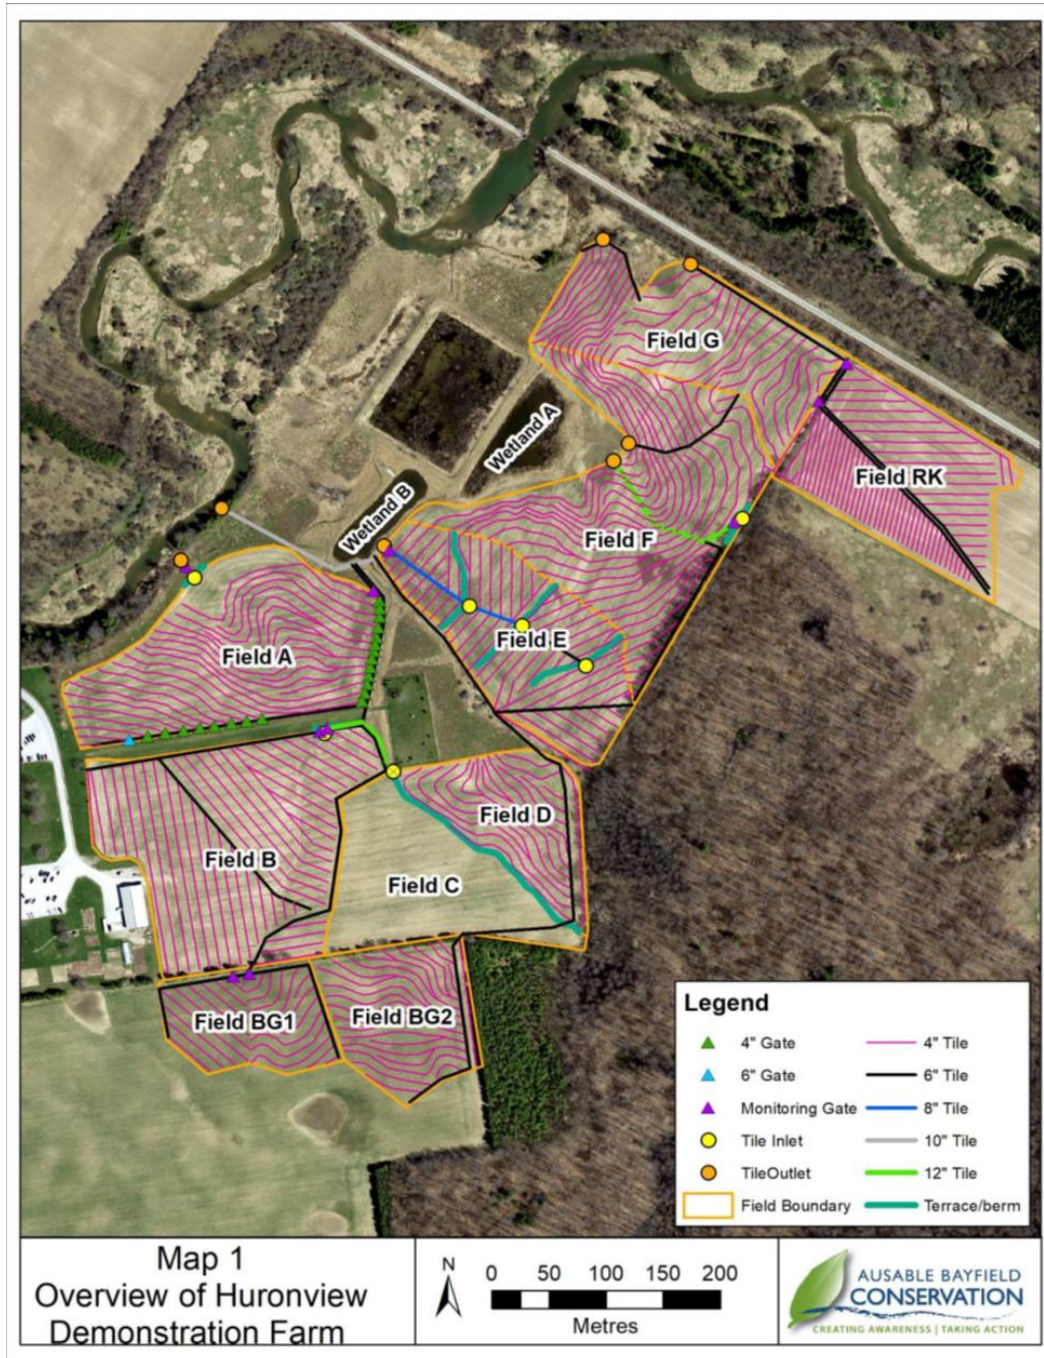 Field G
Wetland A
Field RK
Wetland B
Field F
Field E
Field A
Field D
Field B
Field C
Field BG1
Field BG2
Legend
4" Gate
4" Tile
6" Gate
6" Tile
Monitoring Gate
8" Tile
Tile Inlet
10" Tile
TileOutlet
12" Tile
Field Boundary
Terrace/berm
Map 1
Overview of Huronview
Demonstration Farm
N
0 50 100 150 200
Metres
AUSABLE BAYFIELD
CONSERVATION
CREATING AWARENESS | TAKING ACTION